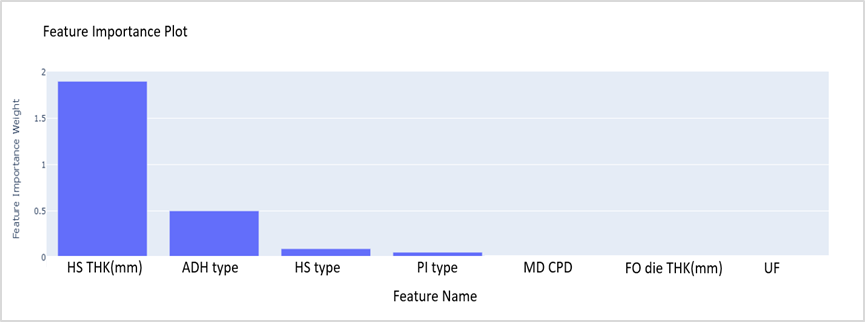 Feature Importance Plot
Feature Importance Weight
2
1.5
1
0.5
0
HS THK(mm) ADH type HS type PI type MD CPD FO die THK(mm) UF
Feature Name